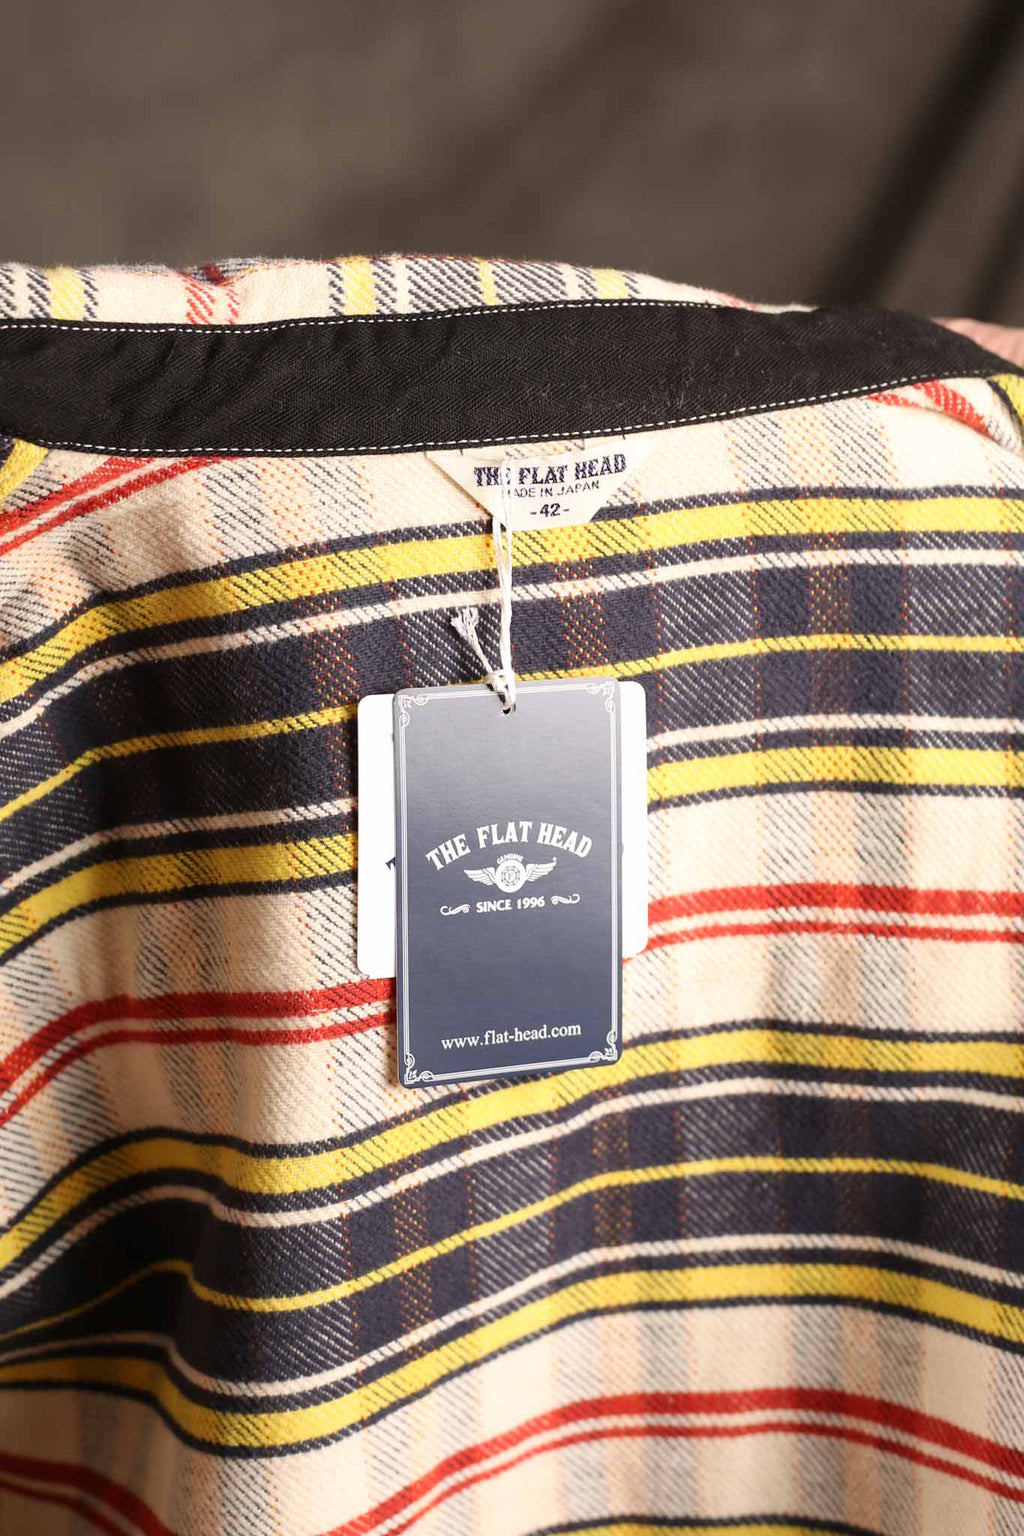 THE FLAT HEAD
MADE IN JAPAN
-42-
THE FLAT HEAD
GENUINE
SINCE 1996
www.flat-head.com